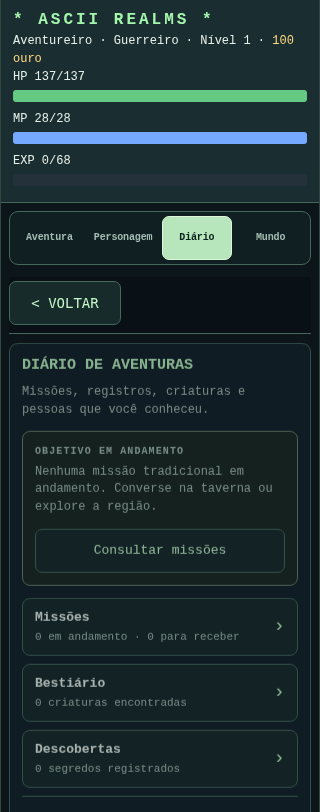 * ASCII REALMS *
Aventureiro · Guerreiro · Nível 1 · 100
ouro
HP 137/137
MP 28/28
EXP 0/68
Aventura Personagem Diário Mundo
< VOLTAR
DIÁRIO DE AVENTURAS
Missões, registros, criaturas e
pessoas que você conheceu.
OBJETIVO EM ANDAMENTO
Nenhuma missão tradicional em
andamento. Converse na taverna ou
explore a região.
Consultar missões
Missões
0 em andamento · 0 para receber
Bestiário
0 criaturas encontradas
Descobertas
0 segredos registrados